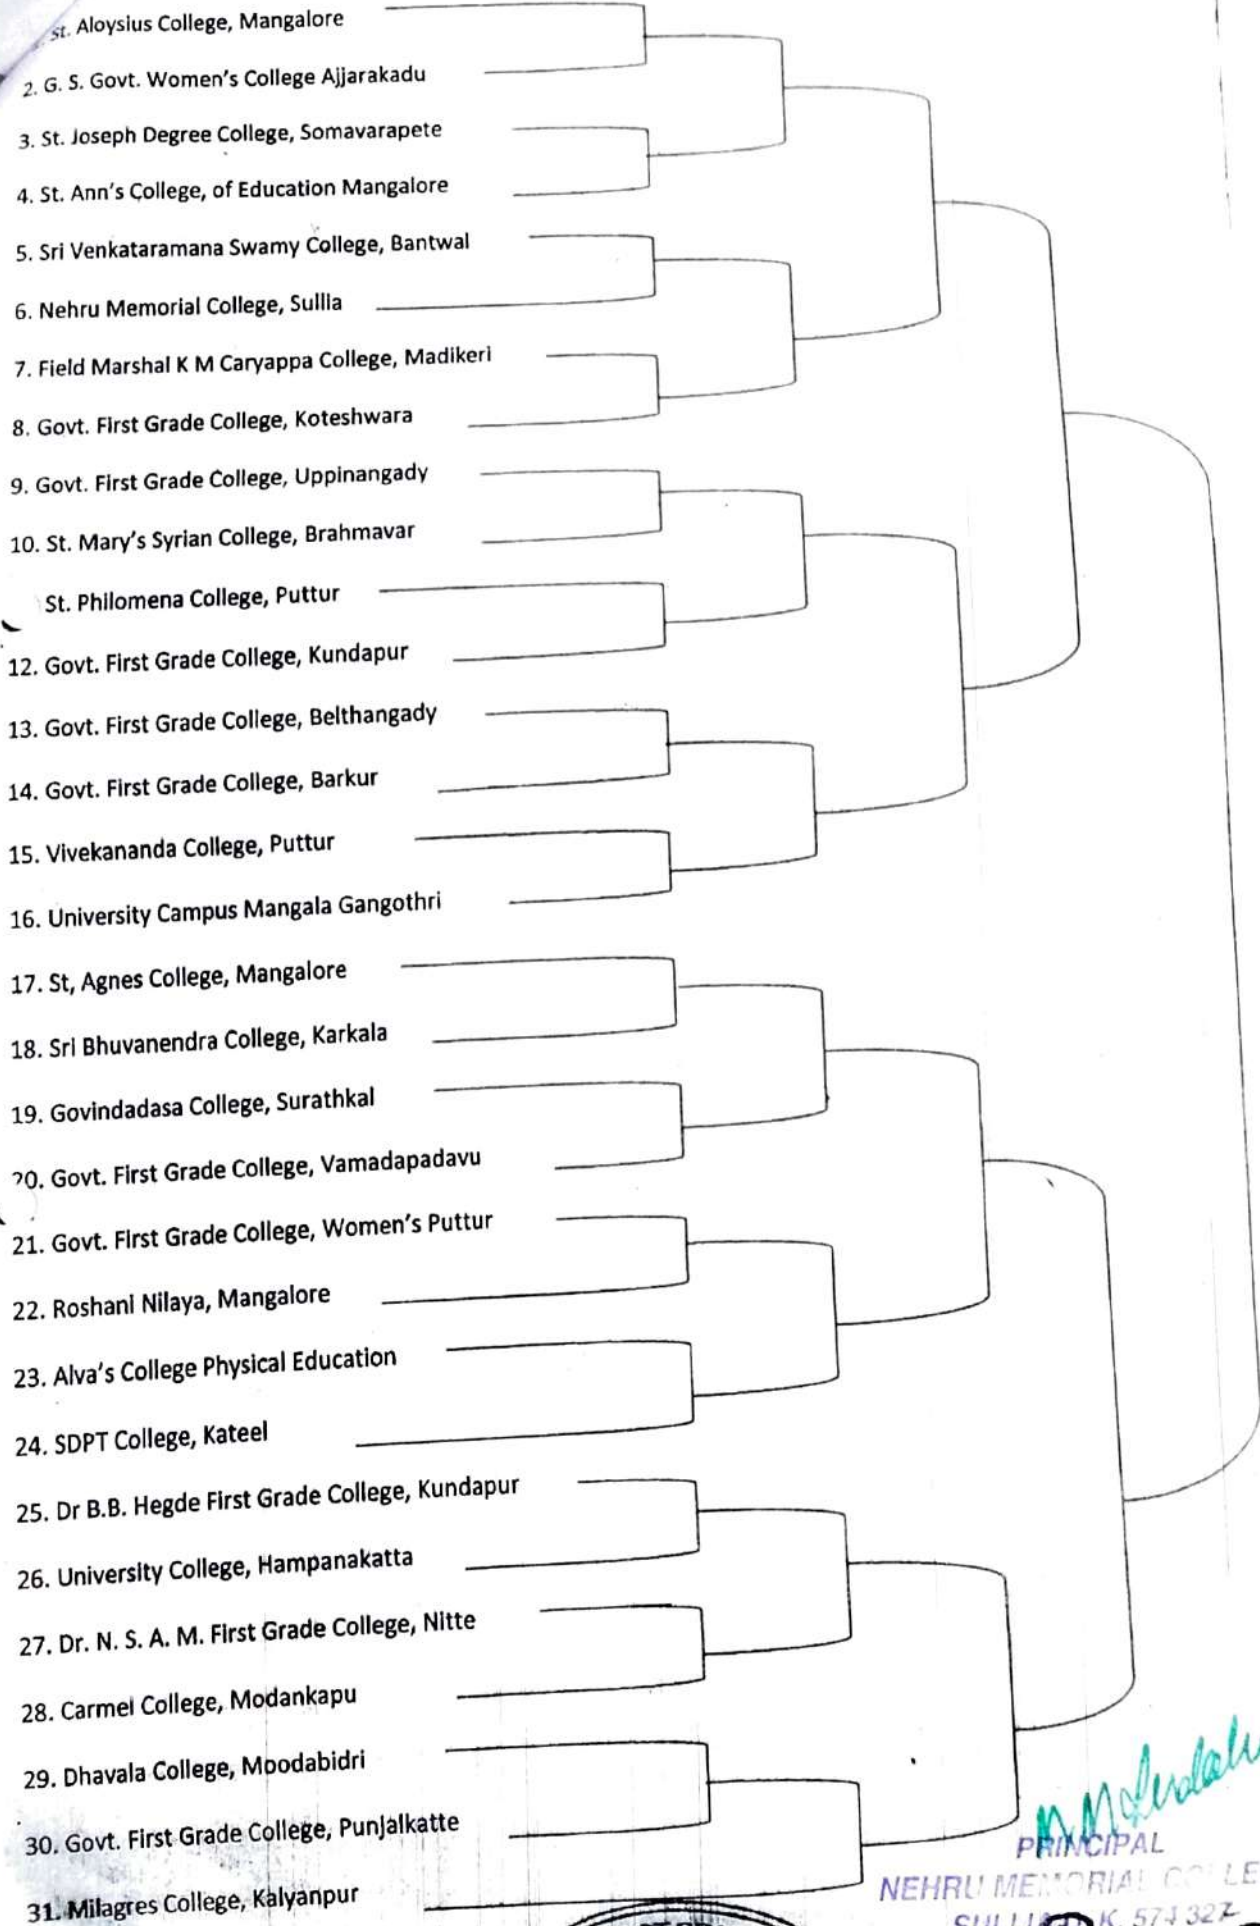 St. Aloysius College, Mangalore
2. G. S. Govt. Women's College Ajjarakadu
3. St. Joseph Degree College, Somavarapete
4. St. Ann's College, of Education Mangalore
5. Sri Venkataramana Swamy College, Bantwal
6. Nehru Memorial College, Sullia
7. Field Marshal K M Caryappa College, Madikeri
8. Govt. First Grade College, Koteshwara
9. Govt. First Grade College, Uppinangady
10. St. Mary's Syrian College, Brahmavar
St. Philomena College, Puttur
12. Govt. First Grade College, Kundapur
13. Govt. First Grade College, Belthangady
14. Govt. First Grade College, Barkur
15. Vivekananda College, Puttur
16. University Campus Mangala Gangothri
17. St, Agnes College, Mangalore
18. Sri Bhuvanendra College, Karkala
19. Govindadasa College, Surathkal
20. Govt. First Grade College, Vamadapadavu
21. Govt. First Grade College, Women's Puttur
22. Roshani Nilaya, Mangalore
23. Alva's College Physical Education
24. SDPT College, Kateel
25. Dr B.B. Hegde First Grade College, Kundapur
26. University College, Hampanakatta
27. Dr. N. S. A. M. First Grade College, Nitte
28. Carmel College, Modankapu
29. Dhavala College, Moodabidri
30. Govt. First Grade College, Punjalkatte
31. Milagres College, Kalyanpur
PRINCIPAL
NEHRU MEMORIAL COLLE
K. 574 327